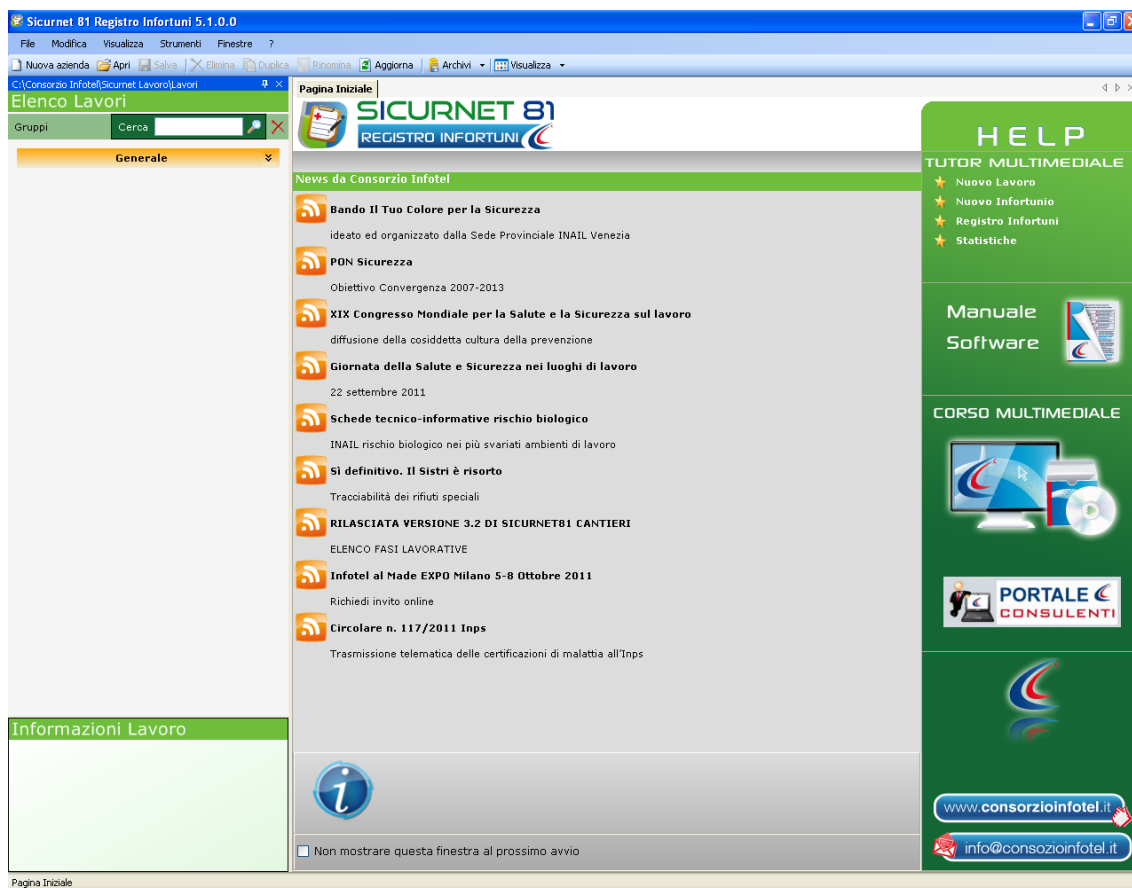 Sicurnet 81 Registro Infortuni 5.1.0.0
File Modifica Visualizza Strumenti Finestre ?
Nuova azienda Apri Salva Elimina Duplica Rinomina Aggiorna Archivi Visualizza
C:\Consorzio Infotel\Sicurnet Lavoro\Lavori
Elenco Lavori
Gruppi Cerca
Generale
Informazioni Lavoro
Pagina Iniziale
SICURNET 81
REGISTRO INFORTUNI
News da Consorzio Infotel
Bando Il Tuo Colore per la Sicurezza
ideato ed organizzato dalla Sede Provinciale INAIL Venezia
PON Sicurezza
Obiettivo Convergenza 2007-2013
XIX Congresso Mondiale per la Salute e la Sicurezza sul lavoro
diffusione della cosiddetta cultura della prevenzione
Giornata della Salute e Sicurezza nei luoghi di lavoro
22 settembre 2011
Schede tecnico-informative rischio biologico
INAIL rischio biologico nei più svariati ambienti di lavoro
Sì definitivo. Il Sistri è risorto
Tracciabilità dei rifiuti speciali
RILASCIATA VERSIONE 3.2 DI SICURNET81 CANTIERI
ELENCO FASI LAVORATIVE
Infotel al Made EXPO Milano 5-8 Ottobre 2011
Richiedi invito online
Circolare n. 117/2011 Inps
Trasmissione telematica delle certificazioni di malattia all'Inps
Non mostrare questa finestra al prossimo avvio
HELP
TUTOR MULTIMEDIALE
Nuovo Lavoro
Nuovo Infortunio
Registro Infortuni
Statistiche
Manuale
Software
CORSO MULTIMEDIALE
PORTALE
CONSULENTI
www.consorzioinfotel.it
info@consozioinfotel.it
Pagina Iniziale